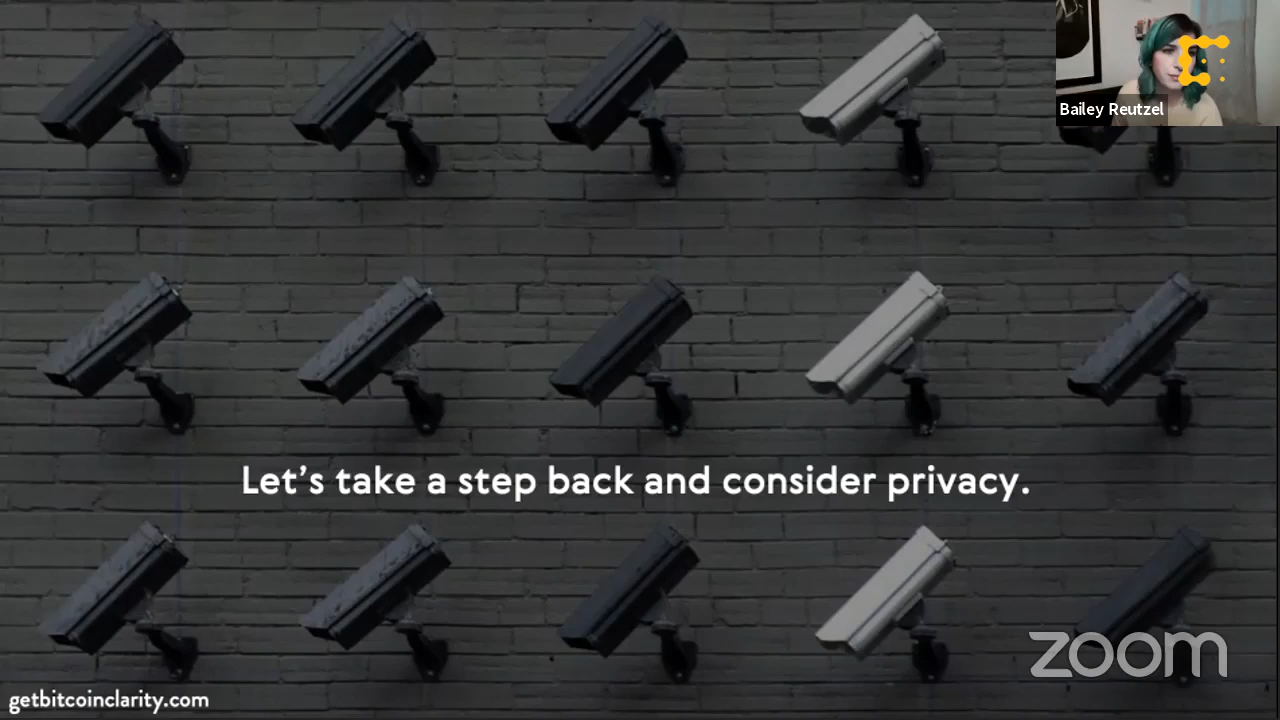 Bailey Reutzel
Let's take a step back and consider privacy.
zoom
getbitcoinclarity.com